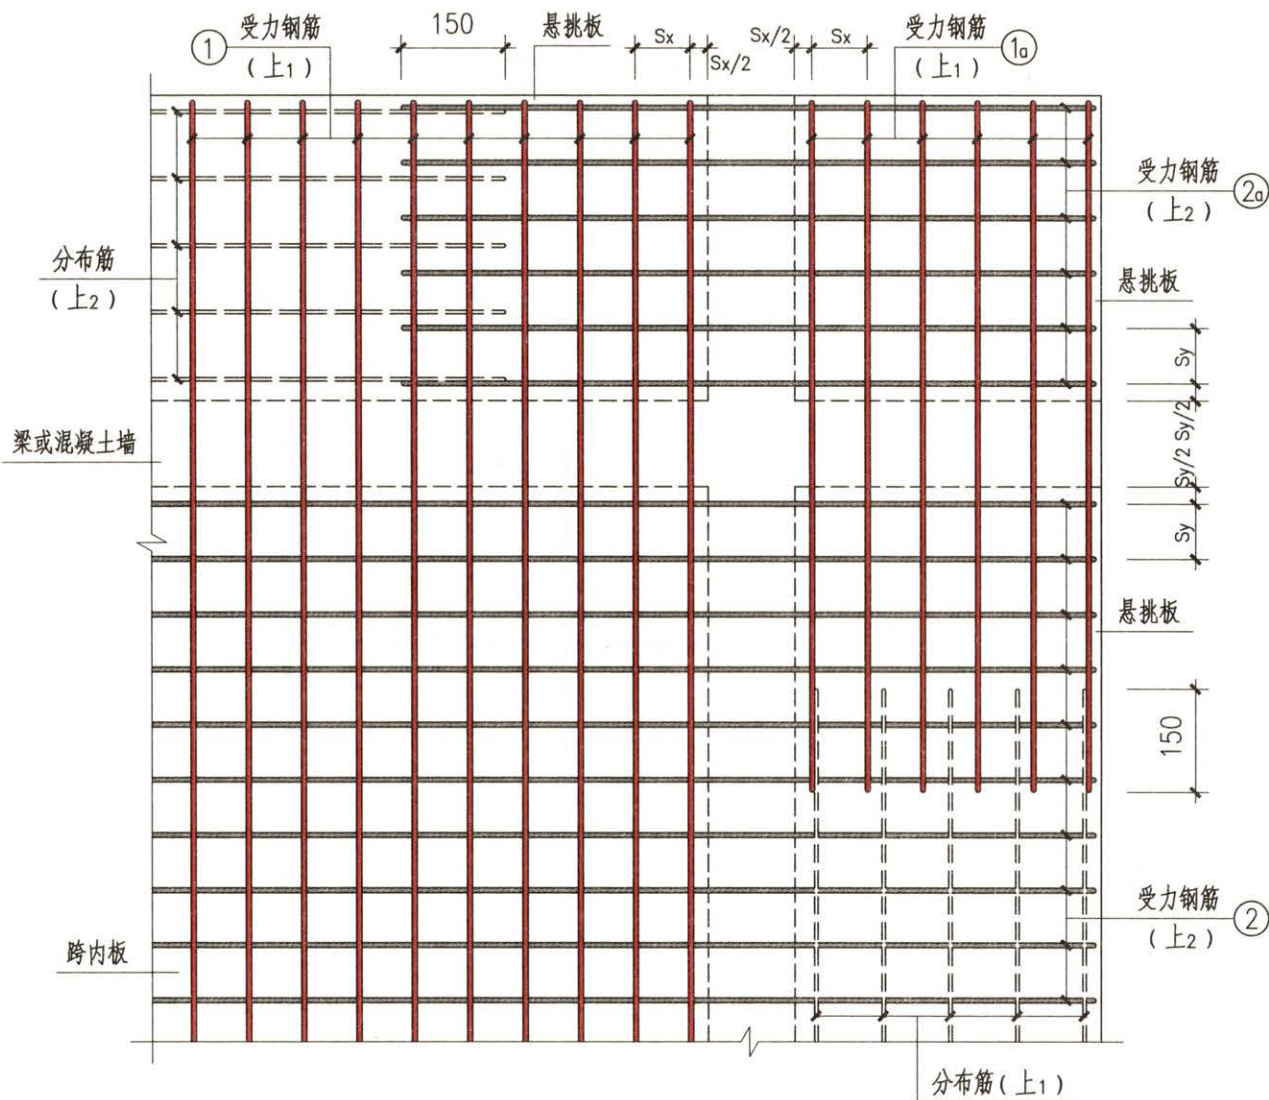 1
受力钢筋
(上1)
150
悬挑板
Sx
Sx/2
Sx/2
Sx
受力钢筋
(上1)
1a
受力钢筋
(上2)
2a
分布筋
(上2)
悬挑板
Sy
Sy/2
Sy/2
Sy
梁或混凝土墙
悬挑板
150
受力钢筋
(上2)
2
跨内板
分布筋(上1)